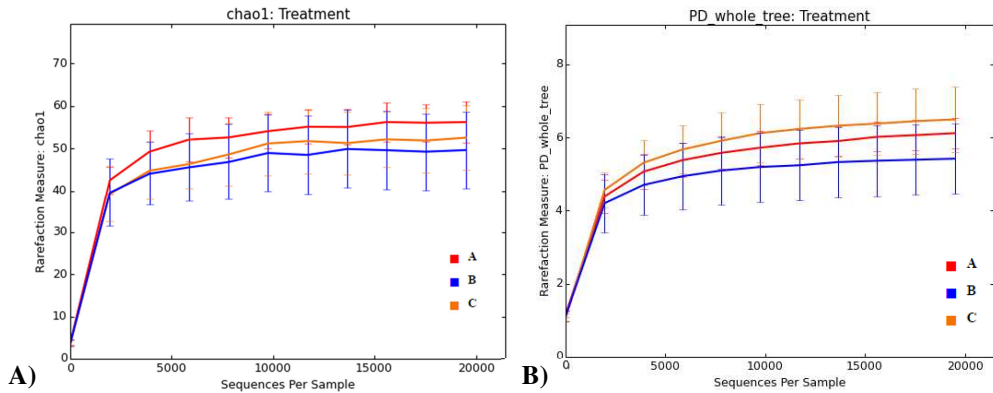 chao1: Treatment
Rarefaction Measure: chao1
70
60
50
40
30
20
10
0
0
5000
10000
15000
20000
Sequences Per Sample
A
B
C
A)
PD_whole_tree: Treatment
Rarefaction Measure: PD_whole_tree
8
6
4
2
0
0
5000
10000
15000
20000
Sequences Per Sample
A
B
C
B)